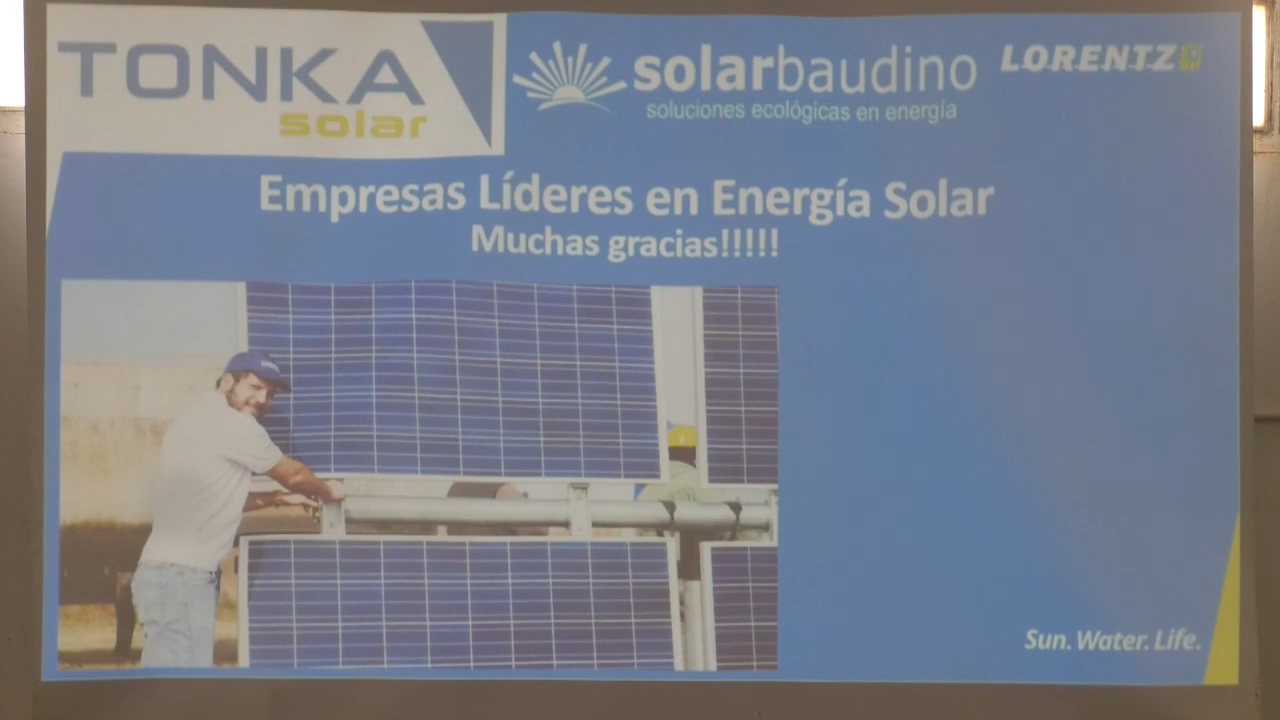 TONKA
solar
solarbaudino
soluciones ecológicas en energía
LORENTZ
Empresas Líderes en Energía Solar
Muchas gracias!!!!!
Sun. Water. Life.